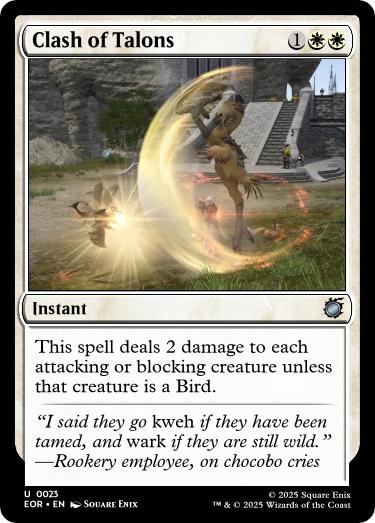 Clash of Talons 1
Instant
This spell deals 2 damage to each
attacking or blocking creature unless
that creature is a Bird.
“I said they go kweh if they have been
tamed, and wark if they are still wild.”
—Rookery employee, on chocobo cries
U 0023
EOR • EN SQUARE ENIX
© 2025 Square Enix
™ & © 2025 Wizards of the Coast